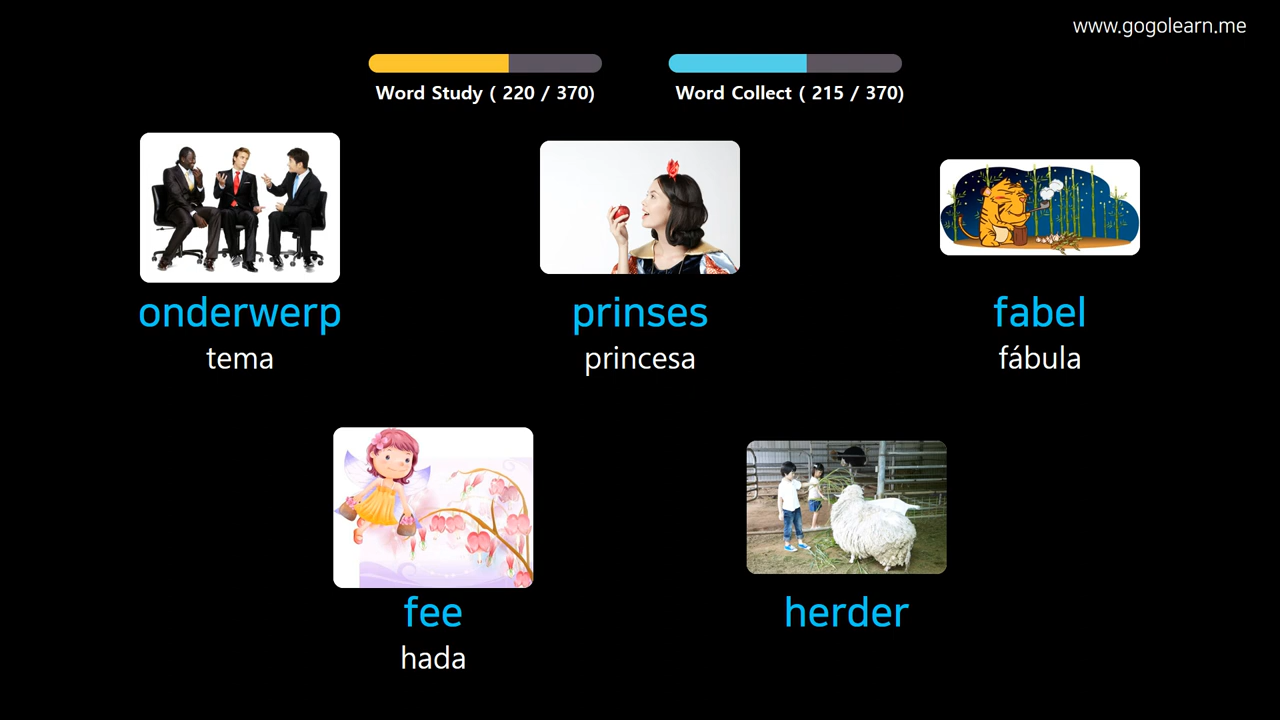 www.gogolearn.me
Word Study ( 220 / 370)
Word Collect ( 215 / 370)
onderwerp
tema
prinses
princesa
fabel
fábula
fee
hada
herder